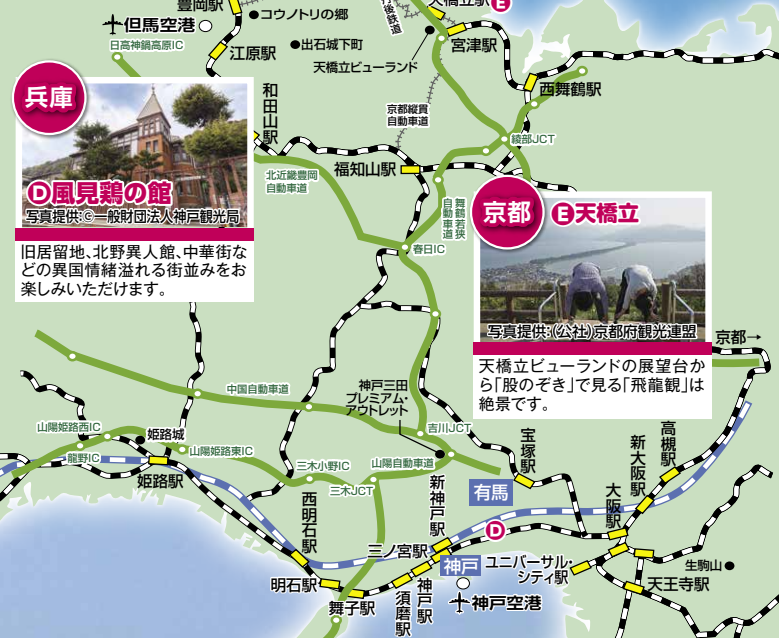 豊岡駅
コウノトリの郷
天橋立駅
E
但馬空港
日高神鍋高原IC
江原駅
出石城下町
宮津駅
天橋立ビューランド
西舞鶴駅
兵庫
和田山駅
京都縦貫
自動車道
綾部JCT
福知山駅
北近畿豊岡
自動車道
舞鶴若狭
自動車道
D風見鶏の館
写真提供:©一般財団法人神戸観光局
旧居留地、北野異人館、中華街な
どの異国情緒溢れる街並みをお
楽しみいただけます。
京都
E天橋立
春日IC
写真提供:(公社)京都府観光連盟
天橋立ビューランドの展望台か
ら「股のぞき」で見る「飛龍観」は
絶景です。
京都→
中国自動車道
神戸三田
プレミアム・
アウトレット
吉川JCT
山陽姫路西IC
姫路城
龍野IC
山陽姫路東IC
姫路駅
三木小野IC
山陽自動車道
三木JCT
宝塚駅
高槻駅
新大阪駅
大阪駅
有馬
新神戸駅
西明石駅
D
三ノ宮駅
神戸
ユニバーサル・
シティ駅
生駒山
明石駅
舞子駅
須磨駅
神戸駅
神戸空港
天王寺駅